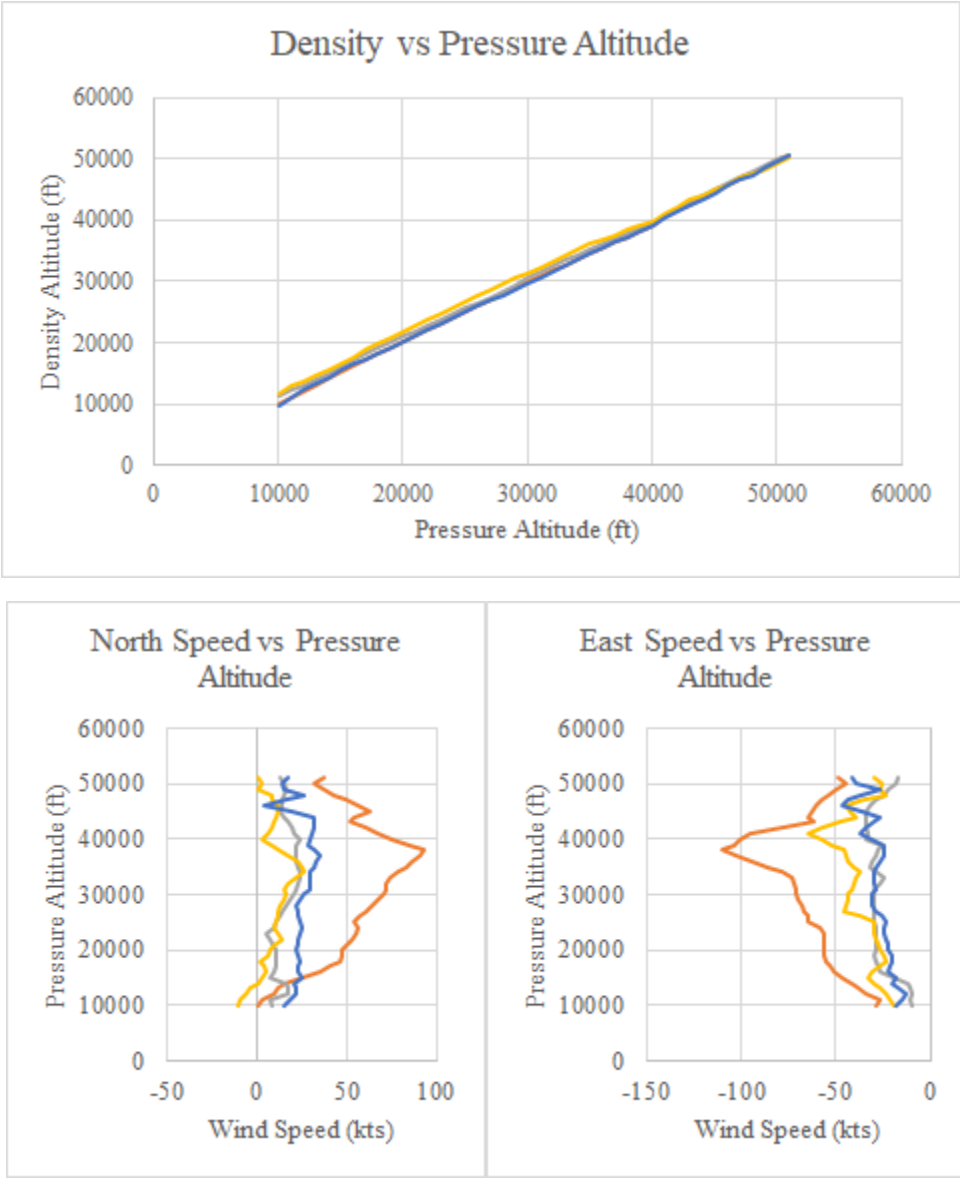 Density vs Pressure Altitude
60000
50000
40000
30000
20000
10000
0
Density Altitude (ft)
0 10000 20000 30000 40000 50000 60000
Pressure Altitude (ft)
North Speed vs Pressure
Altitude
60000
50000
40000
30000
20000
10000
0
Pressure Altitude (ft)
-50 0 50 100
Wind Speed (kts)
East Speed vs Pressure
Altitude
60000
50000
40000
30000
20000
10000
0
Pressure Altitude (ft)
-150 -100 -50 0
Wind Speed (kts)